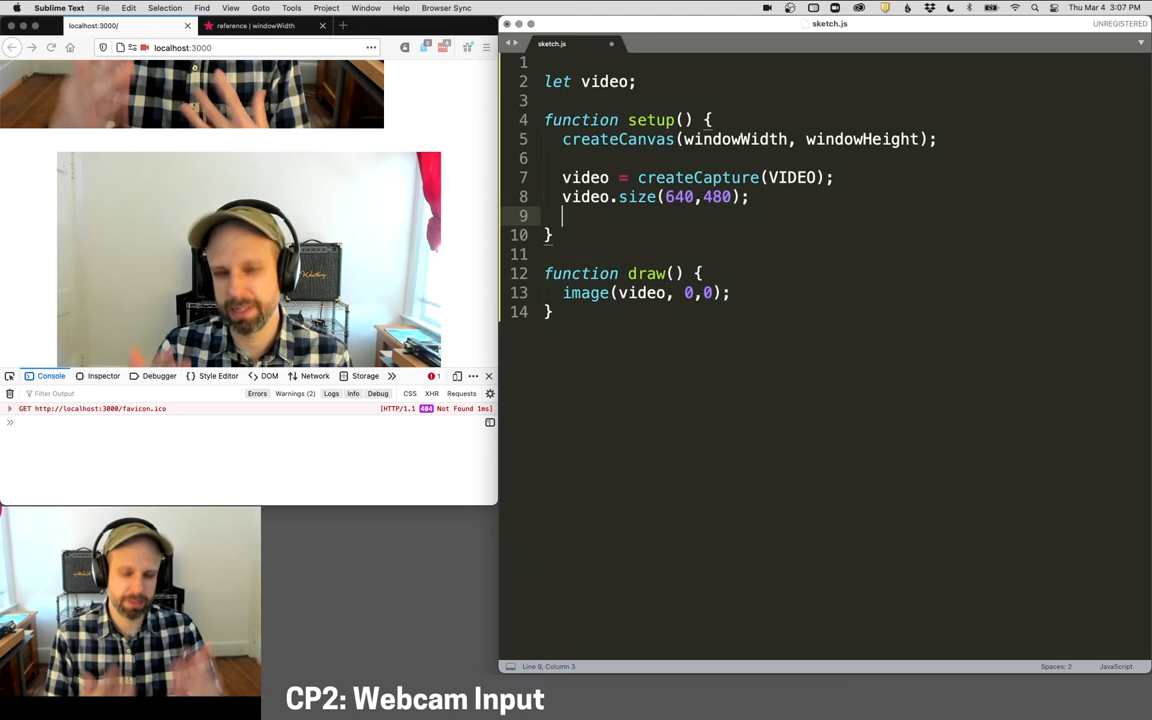 Sublime Text File Edit Selection Find View Goto Tools Project Window Help Browser Sync
Thu Mar 4 3:07 PM
localhost:3000/
reference | windowWidth
localhost:3000
sketch.js
UNREGISTERED
sketch.js
1
2 let video;
3
4 function setup() {
5 createCanvas(windowWidth, windowHeight);
6
7 video = createCapture(VIDEO);
8 video.size(640,480);
9
10 }
11
12 function draw() {
13 image(video, 0,0);
14 }
Console Inspector Debugger Style Editor DOM Network Storage 1
Filter Output Errors Warnings (2) Logs Info Debug CSS XHR Requests
GET http://localhost:3000/favicon.ico [HTTP/1.1 404 Not Found 1ms]
Line 9, Column 3
Spaces: 2 JavaScript
CP2: Webcam Input